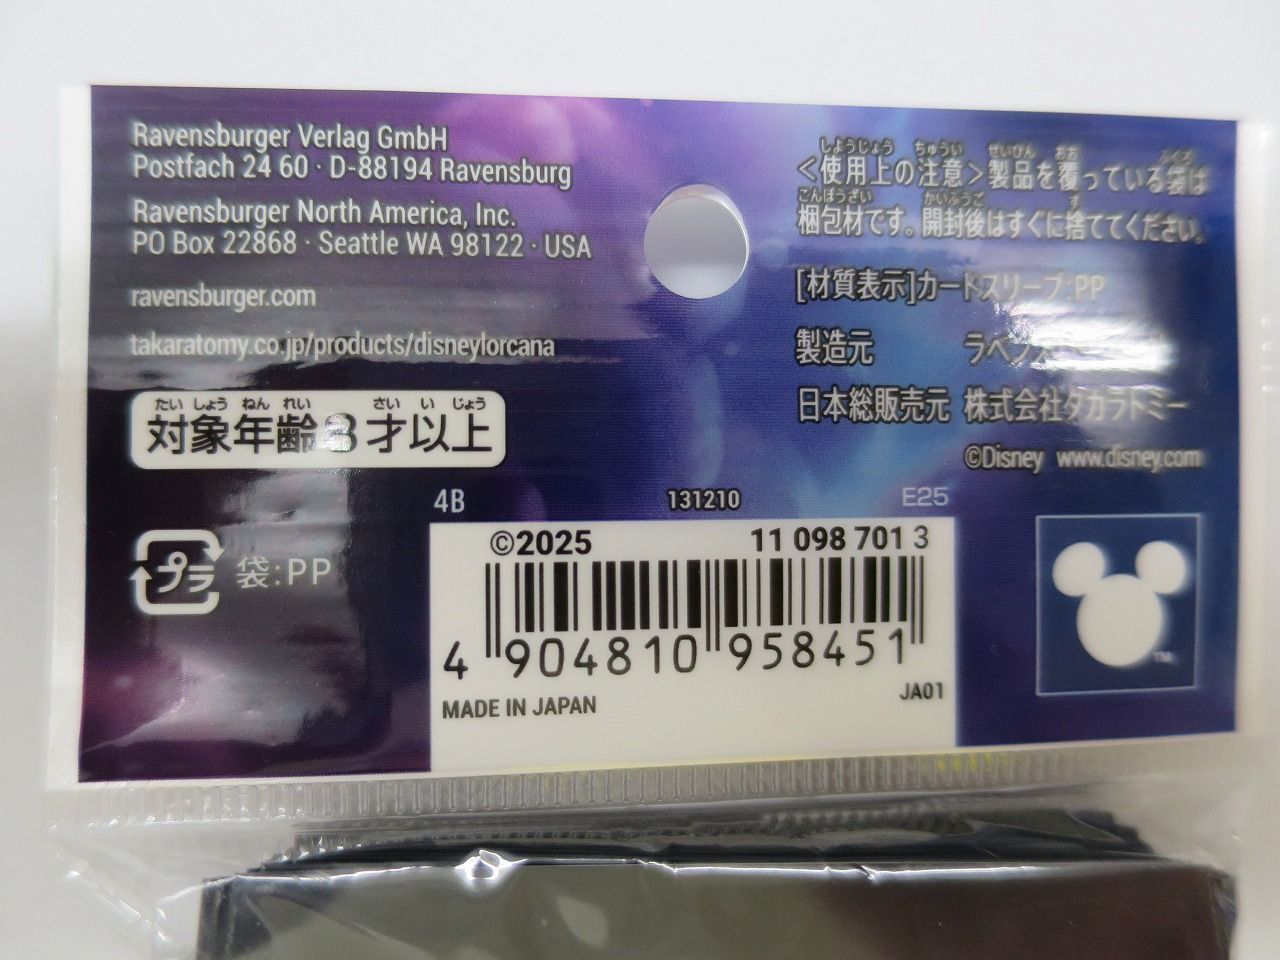 Ravensburger Verlag GmbH
Postfach 24 60 · D-88194 Ravensburg
Ravensburger North America, Inc.
PO Box 22868 · Seattle WA 98122 · USA
ravensburger.com
takaratomy.co.jp/products/disneylorcana
たいしょうねんれい さい いじょう
対象年齢8才以上
プラ 袋:PP
しようじょう ちゅうい せいひん おお ふくろ
<使用上の注意>製品を覆っている袋は
こんぽうざい かいふうご す
梱包材です。開封後はすぐに捨ててください。
[材質表示]カードスリーブ:PP
製造元
日本総販売元 株式会社タカラトミー
©Disney www.disney.com
4B 131210 E25
©2025 11 098 701 3
4 904810 958451
MADE IN JAPAN JA01
TM